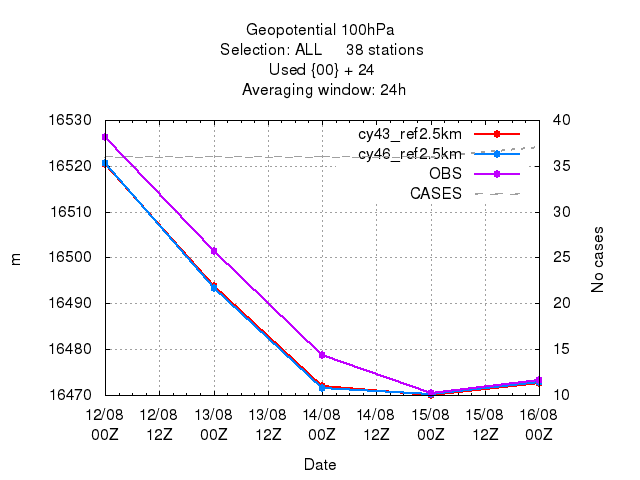 Geopotential 100hPa
Selection: ALL 38 stations
Used {00} + 24
Averaging window: 24h
16530
16520
16510
16500
16490
16480
16470
m
cy43_ref2.5km
cy46_ref2.5km
OBS
CASES
40
35
30
25
20
15
10
No cases
12/08 12/08 13/08 13/08 14/08 14/08 15/08 15/08 16/08
00Z 12Z 00Z 12Z 00Z 12Z 00Z 12Z 00Z
Date